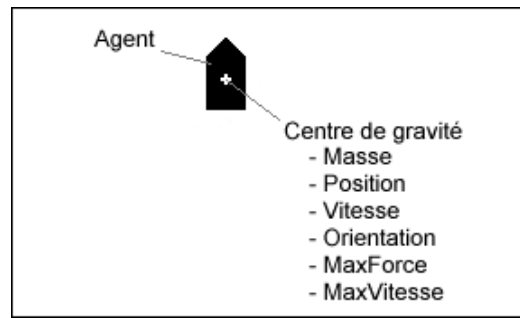 Agent
Centre de gravité
- Masse
- Position
- Vitesse
- Orientation
- MaxForce
- MaxVitesse